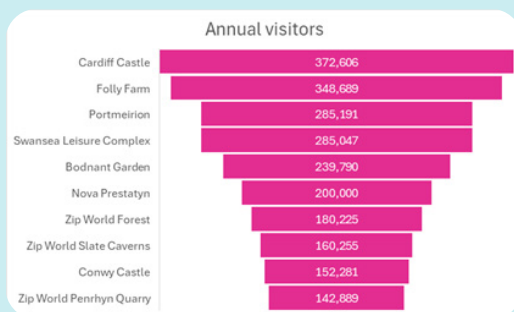 Annual visitors
Cardiff Castle 372,606
Folly Farm 348,689
Portmeirion 285,191
Swansea Leisure Complex 285,047
Bodnant Garden 239,790
Nova Prestatyn 200,000
Zip World Forest 180,225
Zip World Slate Caverns 160,255
Conwy Castle 152,281
Zip World Penrhyn Quarry 142,889